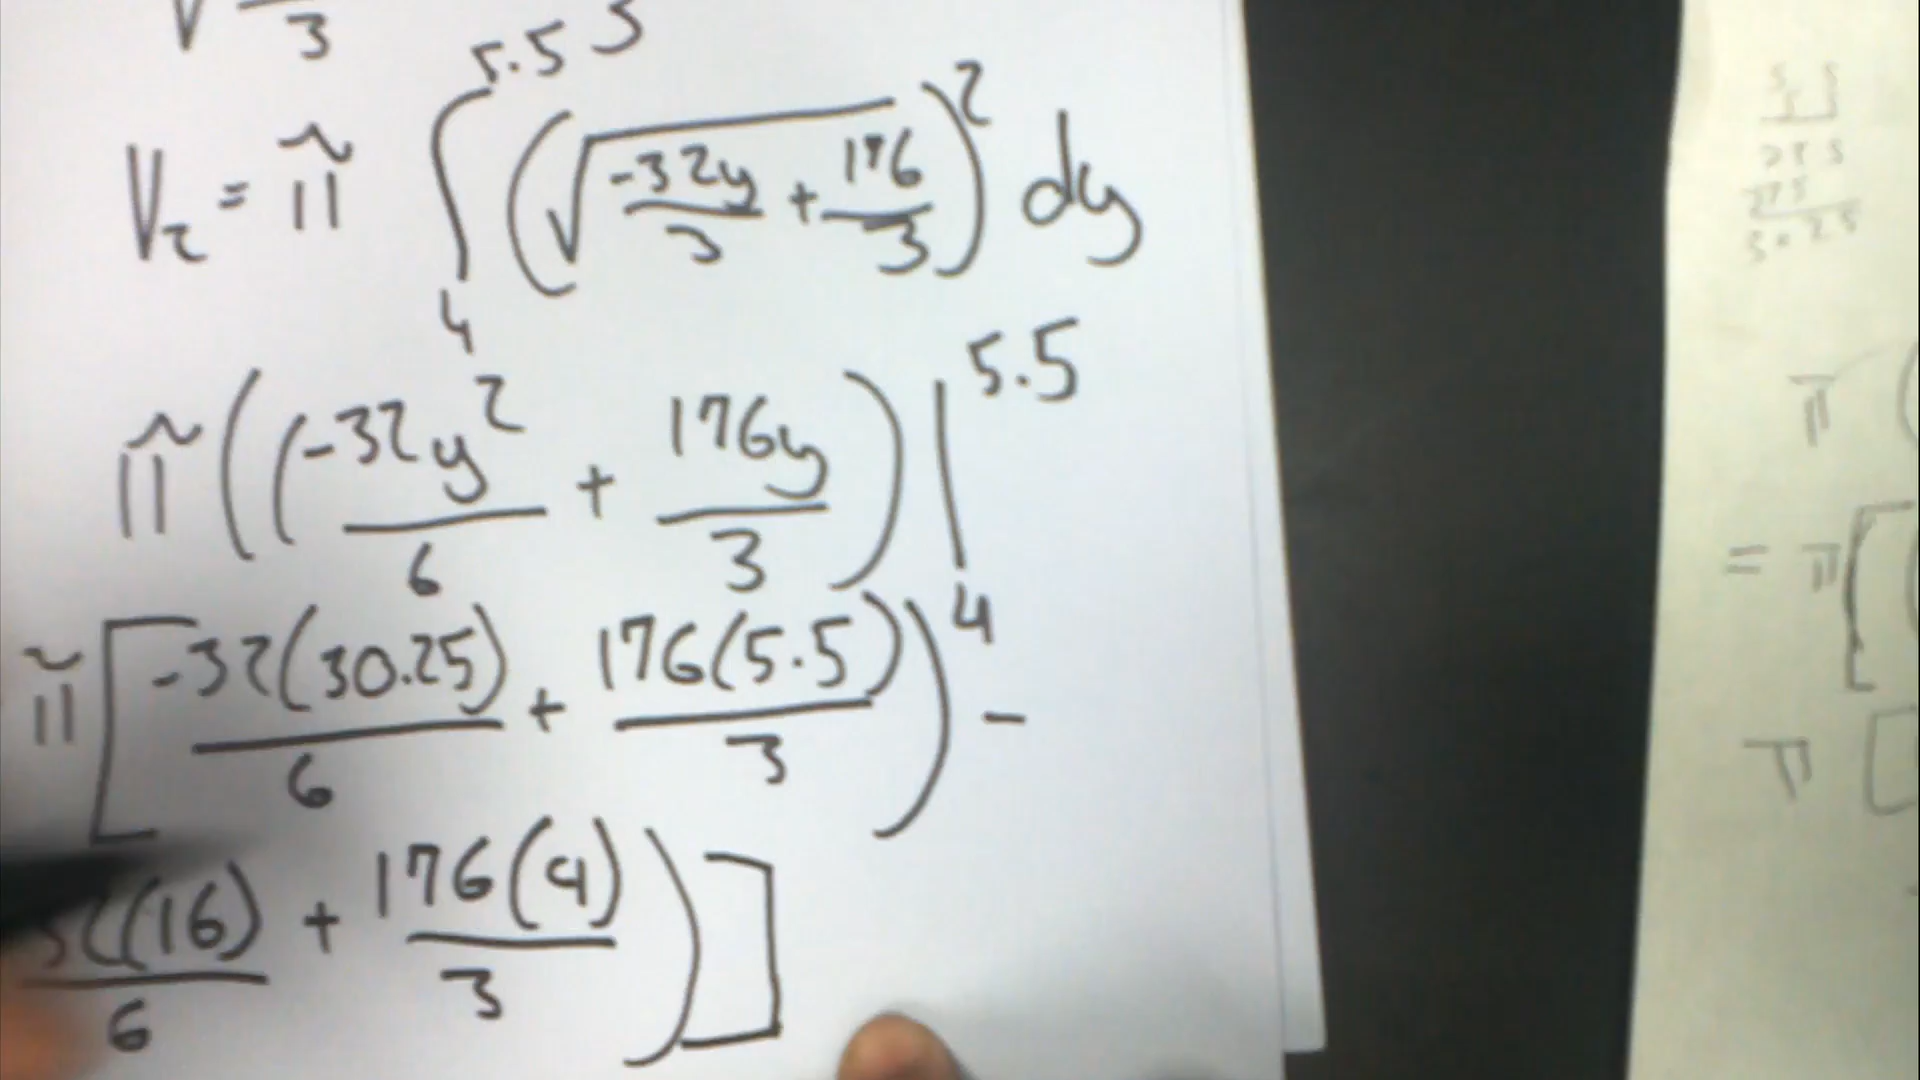 √ 3
V₂ = π ∫₄^5.5 (√(-32y/3 + 176/3))² dy
π((-32y²/6 + 176y/3)|₄^5.5
π[-32(30.25)/6 + 176(5.5)/3) -
(16)/6 + 176(4)/3)]
π
= π[
π